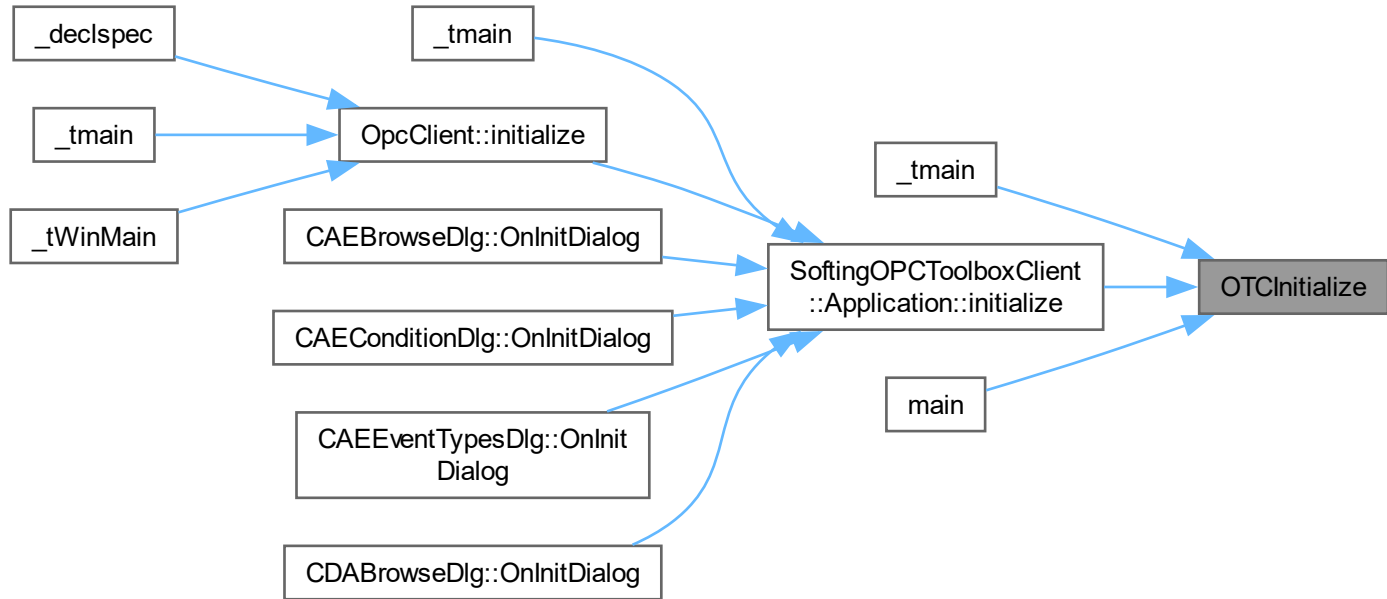 _declspec
_tmain
_tWinMain
OpcClient::initialize
_tmain
CAEBrowseDlg::OnInitDialog
CAEConditionDlg::OnInitDialog
CAEEventTypesDlg::OnInit
Dialog
CDABrowseDlg::OnInitDialog
SoftingOPCToolboxClient
::Application::initialize
_tmain
main
OTCInitialize